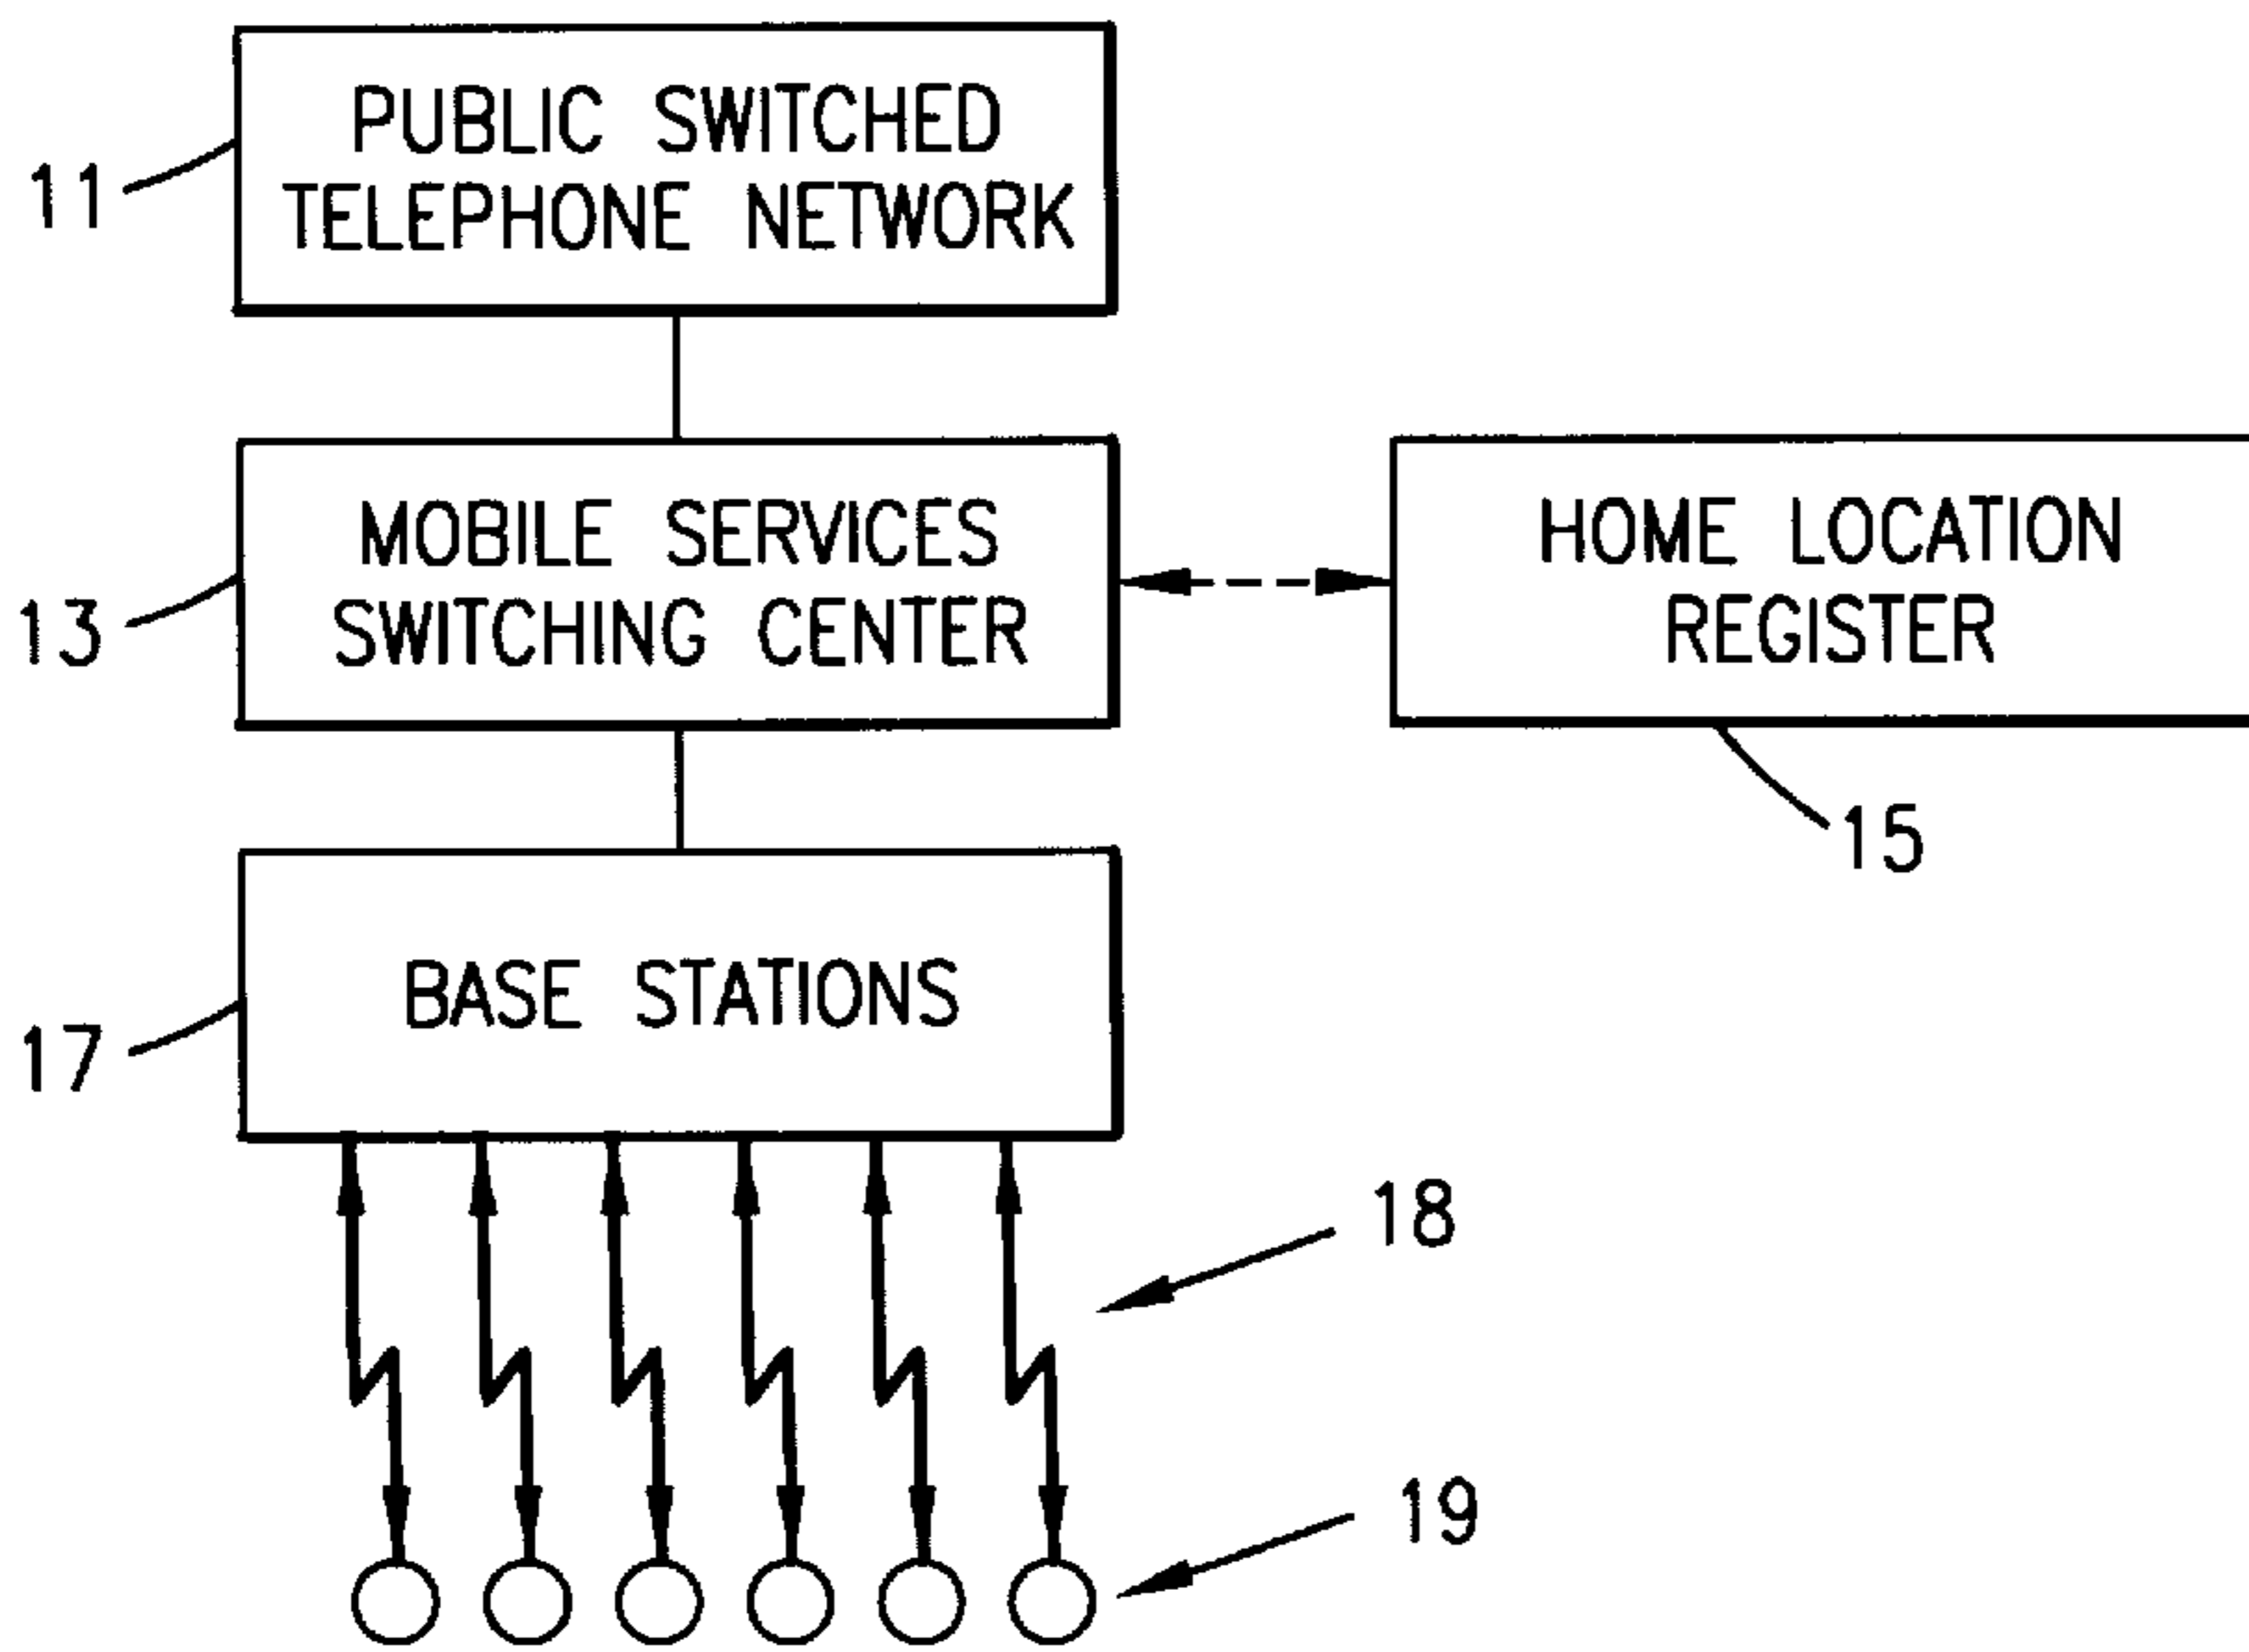 PUBLIC SWITCHED
TELEPHONE NETWORK
11
MOBILE SERVICES
SWITCHING CENTER
13
HOME LOCATION
REGISTER
15
BASE STATIONS
17
18
19